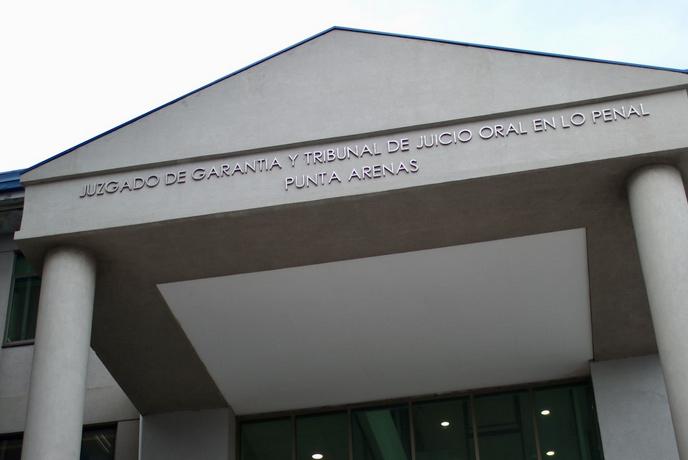 JUZGADO DE GARANTIA Y TRIBUNAL DE JUICIO ORAL EN LO PENAL
PUNTA ARENAS